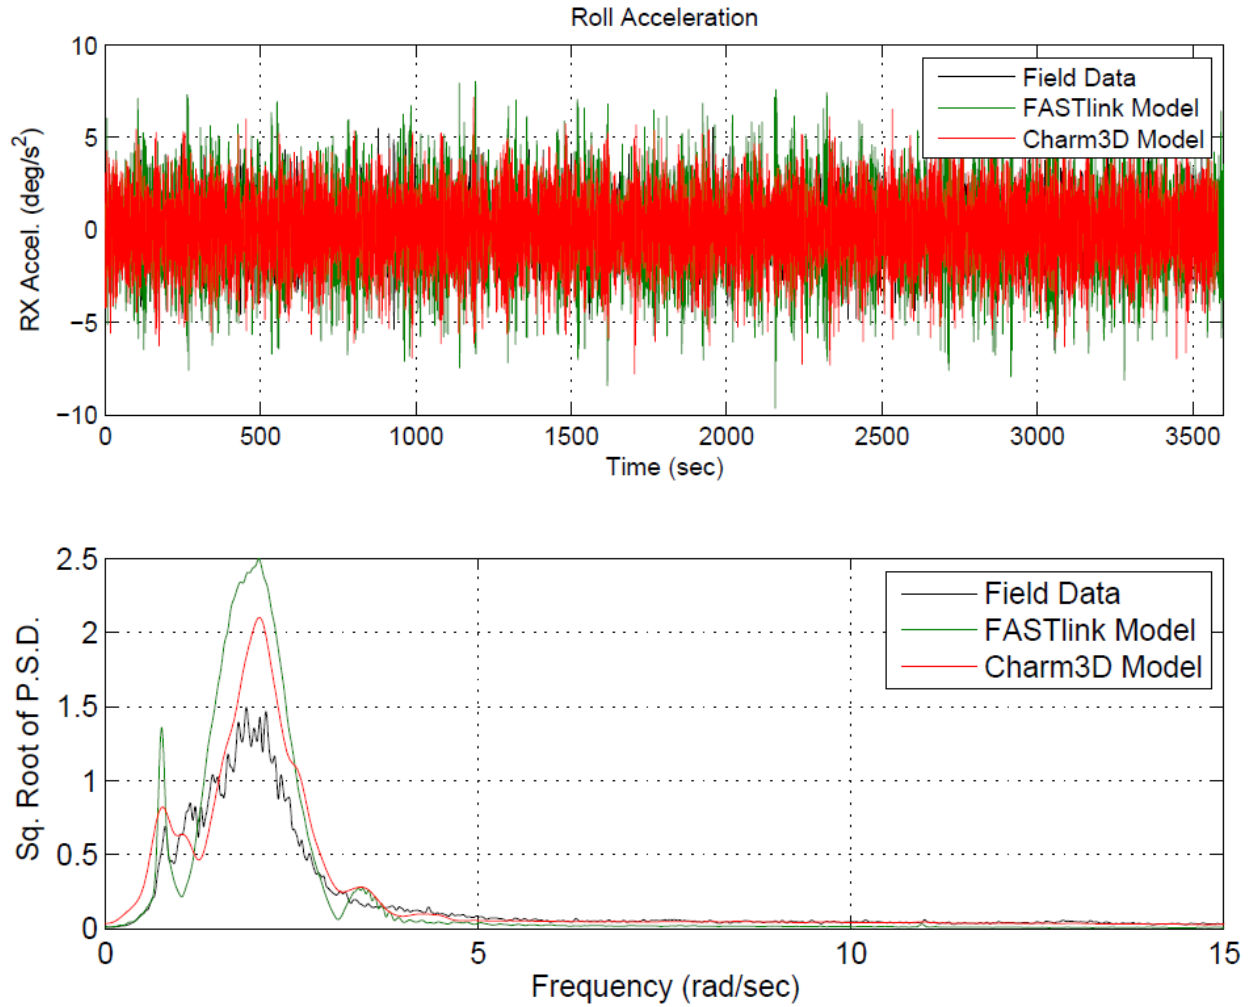 Roll Acceleration
RX Accel. (deg/s²)
10
5
0
−5
−10
Field Data
FASTlink Model
Charm3D Model
0 500 1000 1500 2000 2500 3000 3500
Time (sec)
Sq. Root of P.S.D.
2.5
2
1.5
1
0.5
0
Field Data
FASTlink Model
Charm3D Model
0 5 10 15
Frequency (rad/sec)